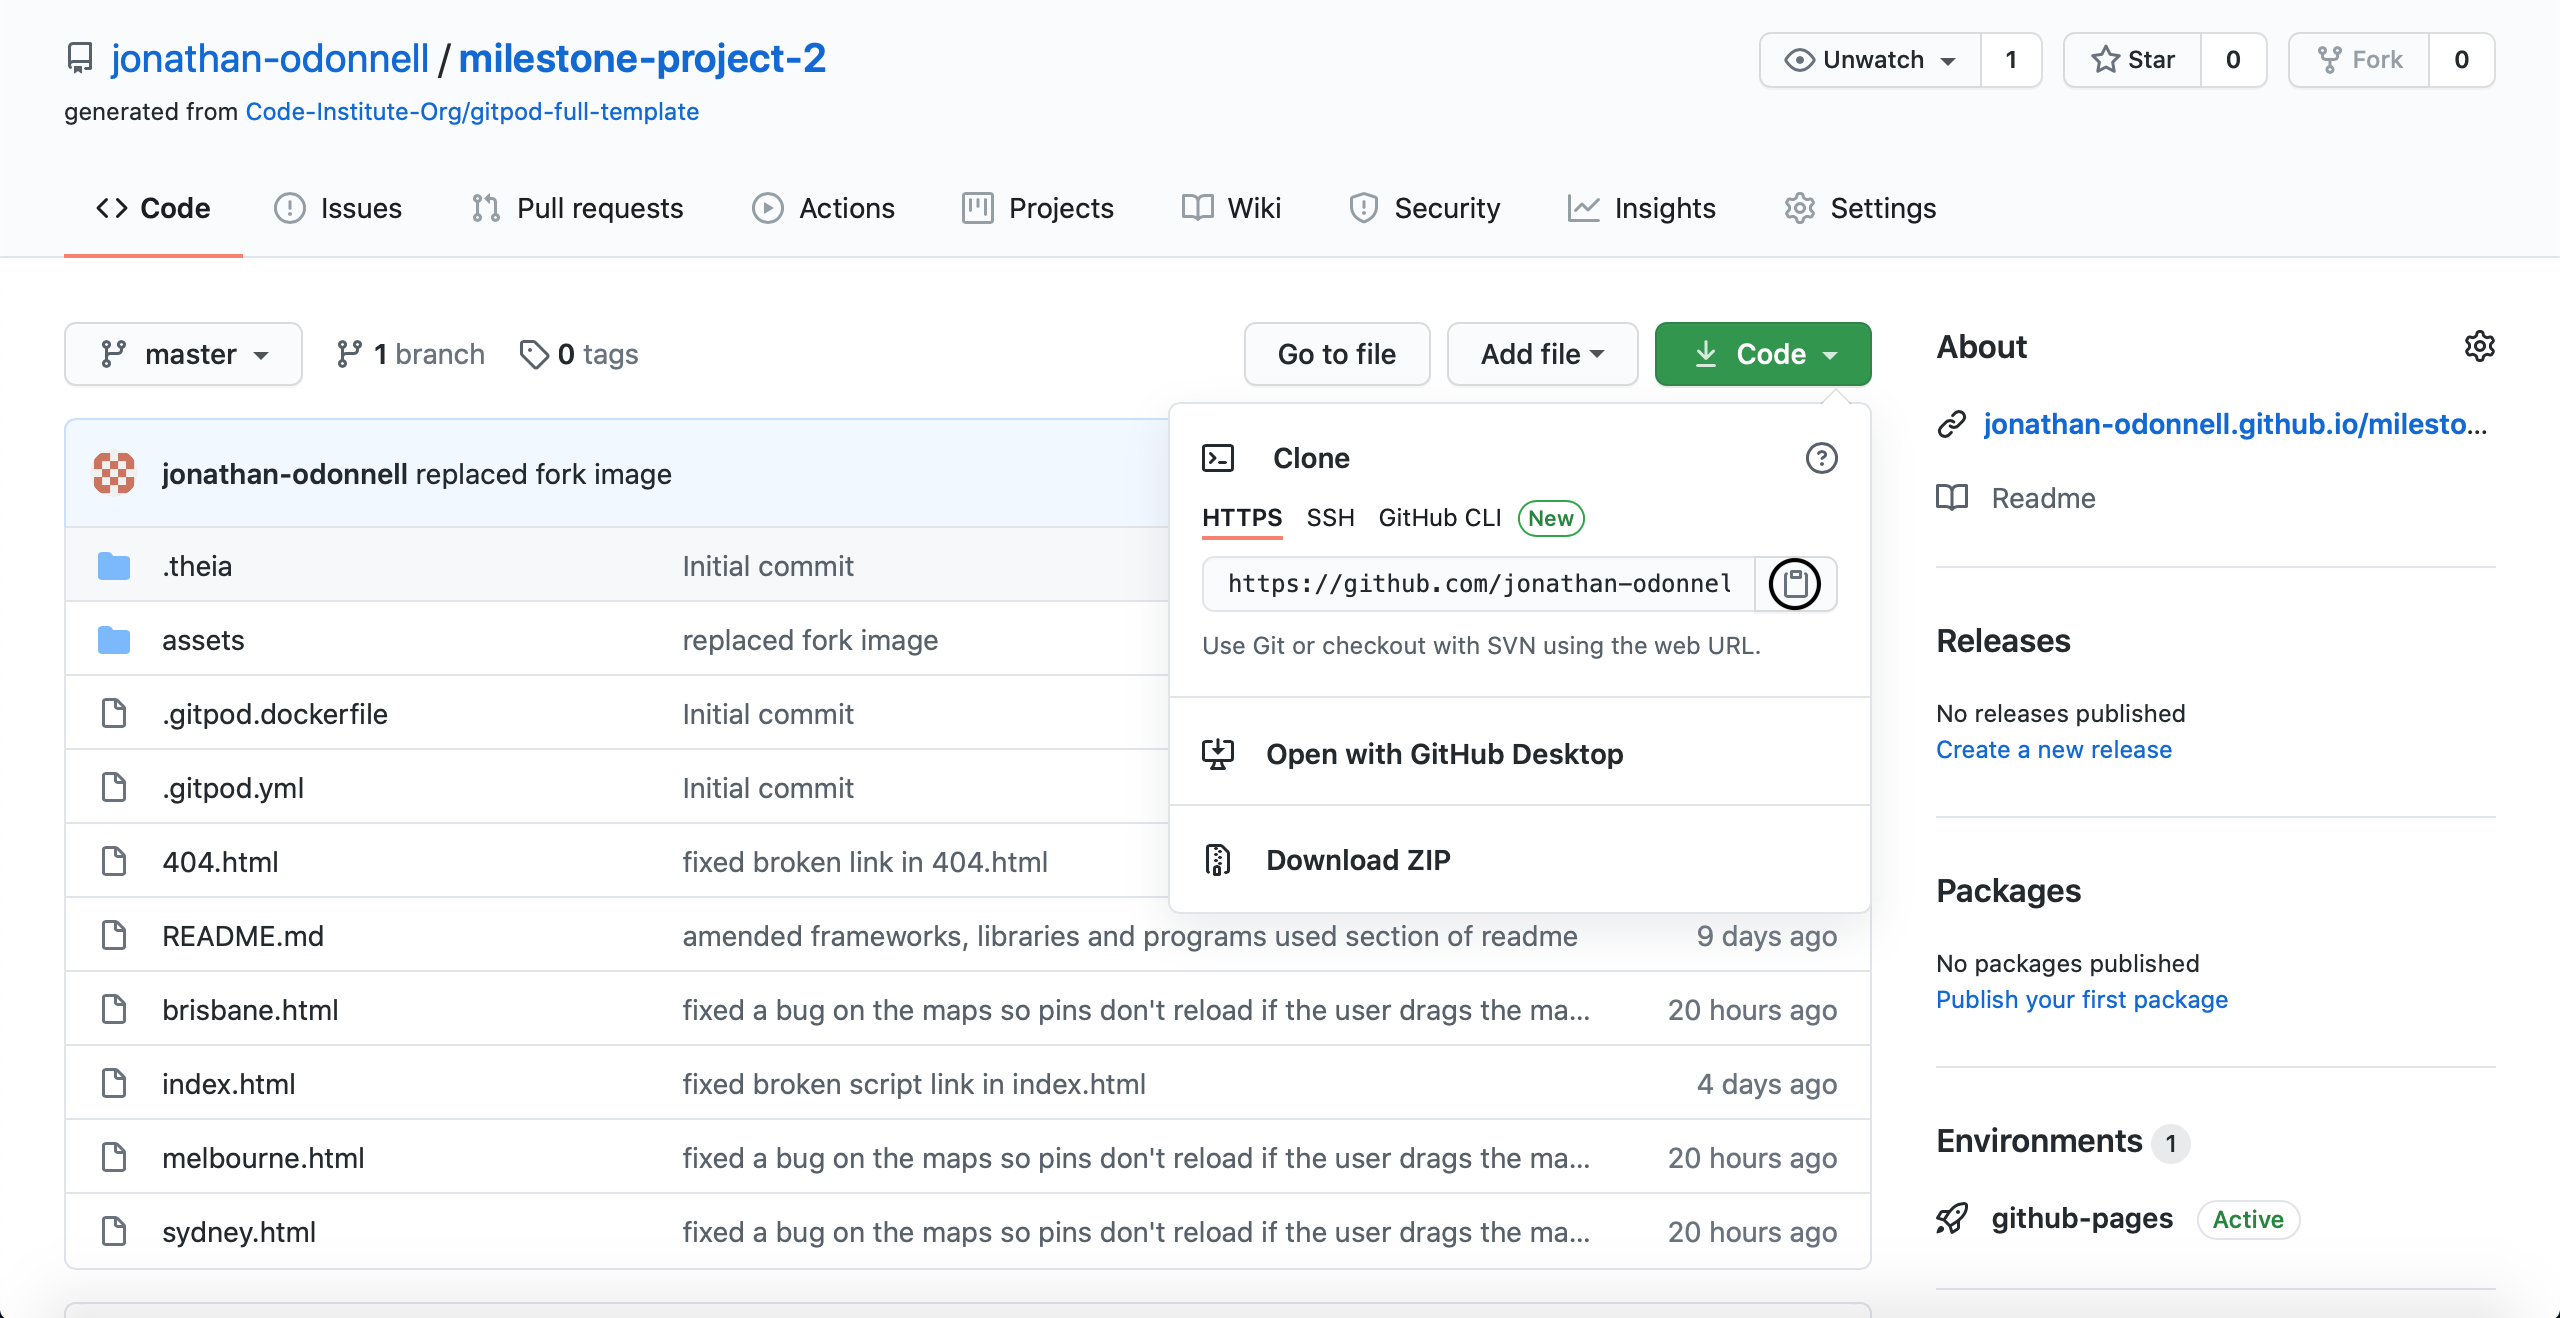 jonathan-odonnell / milestone-project-2
Unwatch 1
Star 0
Fork 0
generated from Code-Institute-Org/gitpod-full-template
Code
Issues
Pull requests
Actions
Projects
Wiki
Security
Insights
Settings
master
1 branch
0 tags
Go to file
Add file
Code
jonathan-odonnell replaced fork image
.theia Initial commit
assets replaced fork image
.gitpod.dockerfile Initial commit
.gitpod.yml Initial commit
404.html fixed broken link in 404.html
README.md amended frameworks, libraries and programs used section of readme 9 days ago
brisbane.html fixed a bug on the maps so pins don't reload if the user drags the ma... 20 hours ago
index.html fixed broken script link in index.html 4 days ago
melbourne.html fixed a bug on the maps so pins don't reload if the user drags the ma... 20 hours ago
sydney.html fixed a bug on the maps so pins don't reload if the user drags the ma... 20 hours ago
Clone
HTTPS SSH GitHub CLI New
https://github.com/jonathan-odonnel
Use Git or checkout with SVN using the web URL.
Open with GitHub Desktop
Download ZIP
About
jonathan-odonnell.github.io/milesto...
Readme
Releases
No releases published
Create a new release
Packages
No packages published
Publish your first package
Environments 1
github-pages Active